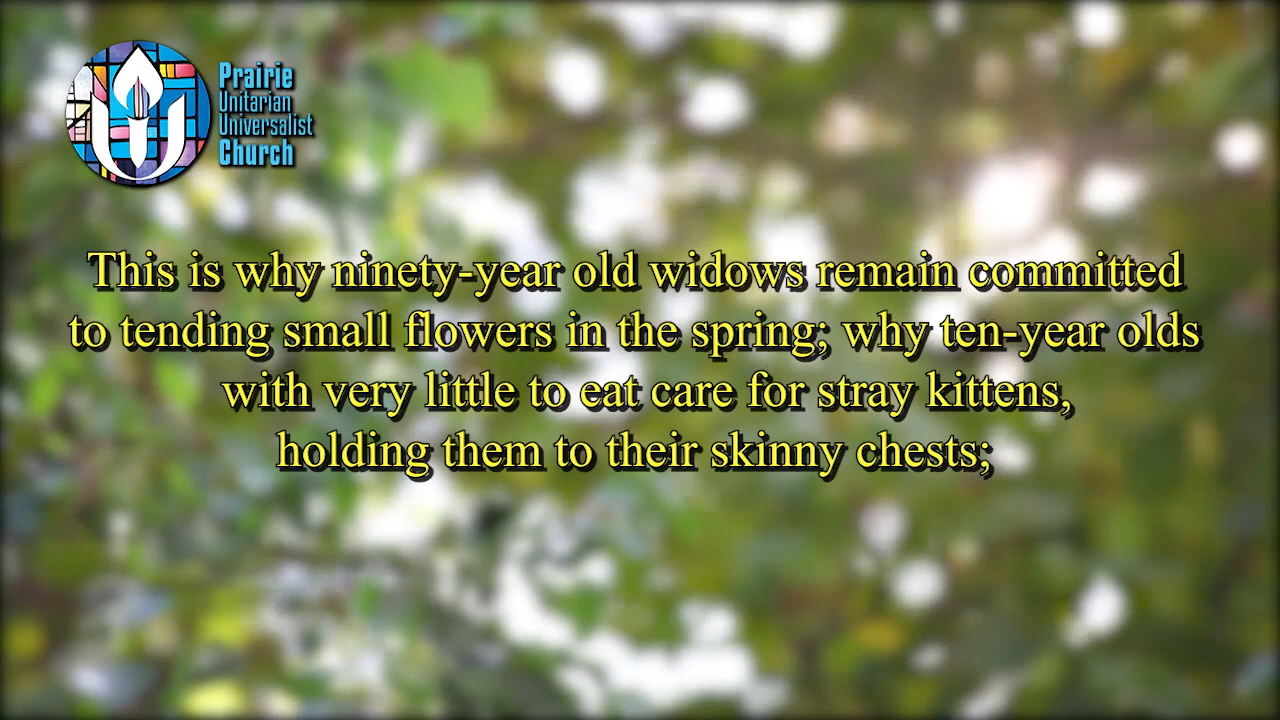 Prairie
Unitarian
Universalist
Church
This is why ninety-year old widows remain committed
to tending small flowers in the spring; why ten-year olds
with very little to eat care for stray kittens,
holding them to their skinny chests;